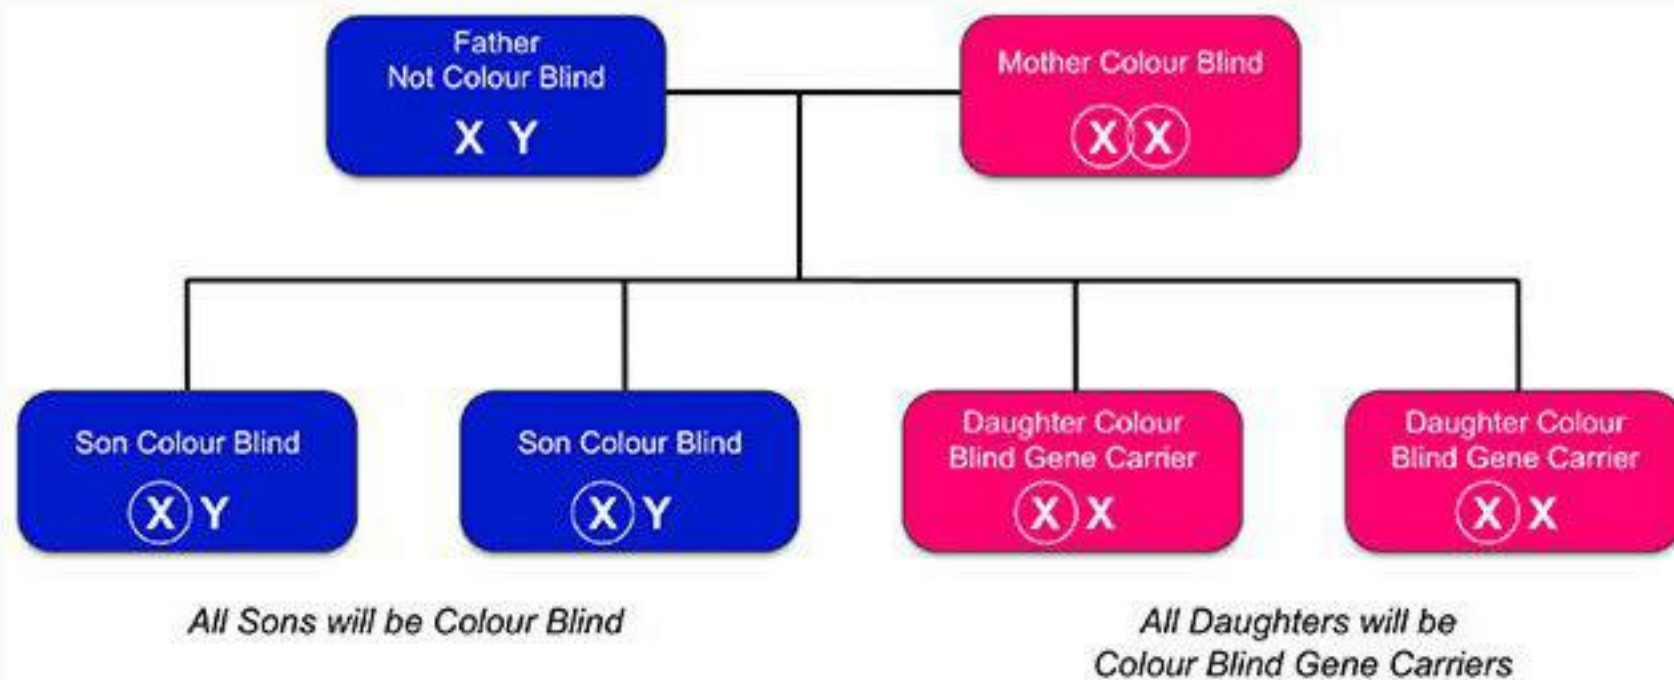 Father
Not Colour Blind
X Y
Mother Colour Blind
X X
Son Colour Blind
X Y
Son Colour Blind
X Y
Daughter Colour
Blind Gene Carrier
X X
Daughter Colour
Blind Gene Carrier
X X
All Sons will be Colour Blind
All Daughters will be
Colour Blind Gene Carriers